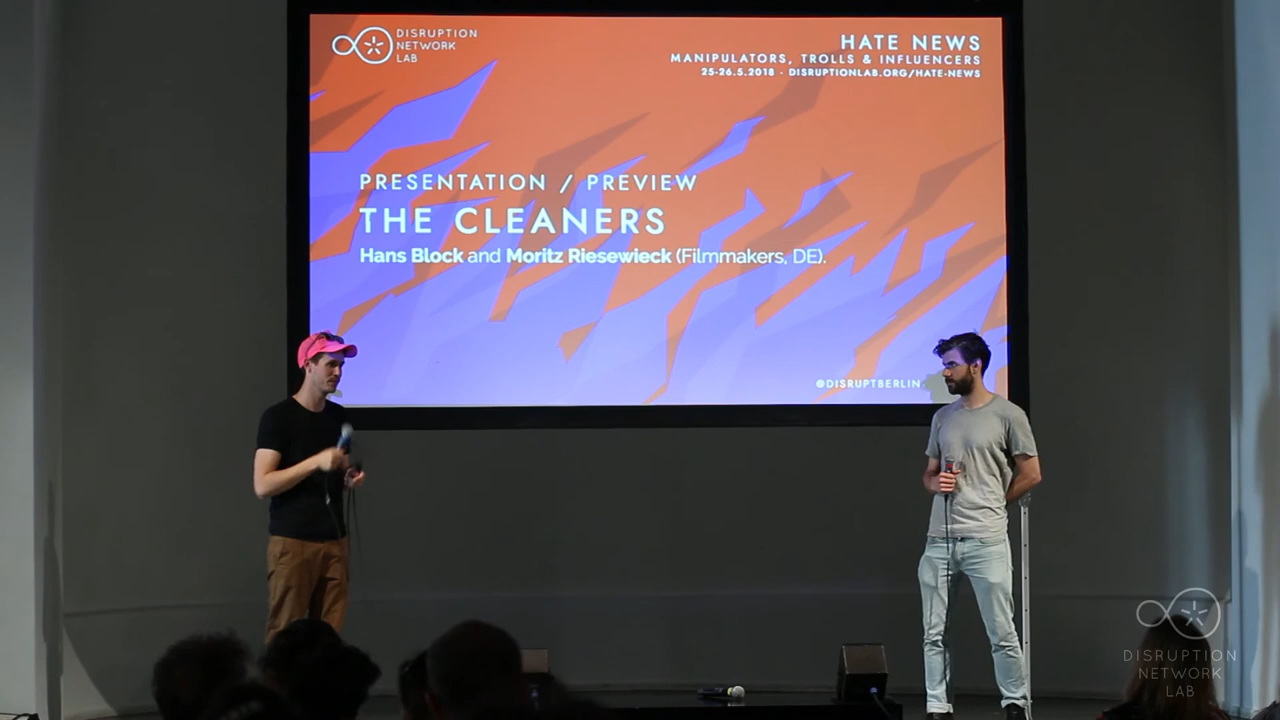 DISRUPTION
NETWORK
LAB
HATE NEWS
MANIPULATORS, TROLLS & INFLUENCERS
25-26.5.2018 - DISRUPTIONLAB.ORG/HATE-NEWS
PRESENTATION / PREVIEW
THE CLEANERS
Hans Block and Moritz Riesewieck (Filmmakers, DE).
@DISRUPTBERLIN
DISRUPTION
NETWORK
LAB